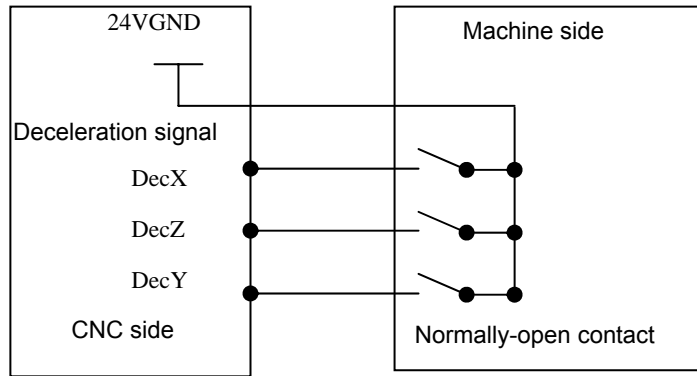 24VGND
Machine side
Deceleration signal
DecX
DecZ
DecY
CNC side
Normally-open contact